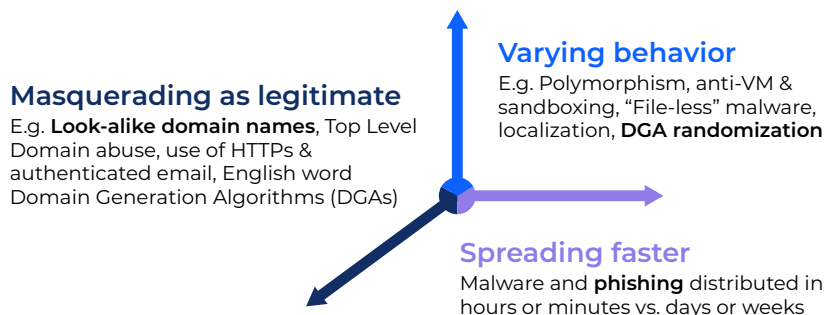 Masquerading as legitimate
E.g. Look-alike domain names, Top Level
Domain abuse, use of HTTPs &
authenticated email, English word
Domain Generation Algorithms (DGAs)
Varying behavior
E.g. Polymorphism, anti-VM &
sandboxing, “File-less” malware,
localization, DGA randomization
Spreading faster
Malware and phishing distributed in
hours or minutes vs. days or weeks